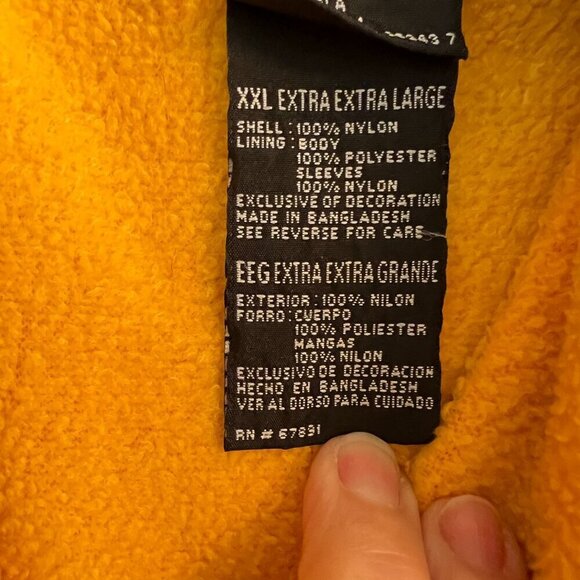 XXL EXTRA EXTRA LARGE
SHELL : 100% NYLON
LINING : BODY
100% POLYESTER
SLEEVES
100% NYLON
EXCLUSIVE OF DECORATION
MADE IN BANGLADESH
SEE REVERSE FOR CARE
EEG EXTRA EXTRA GRANDE
EXTERIOR : 100% NILON
FORRO : CUERPO
100% POLIESTER
MANGAS
100% NILON
EXCLUSIVO DE DECORACION
HECHO EN BANGLADESH
VER AL DORSO PARA CUIDADO
RN # 67891